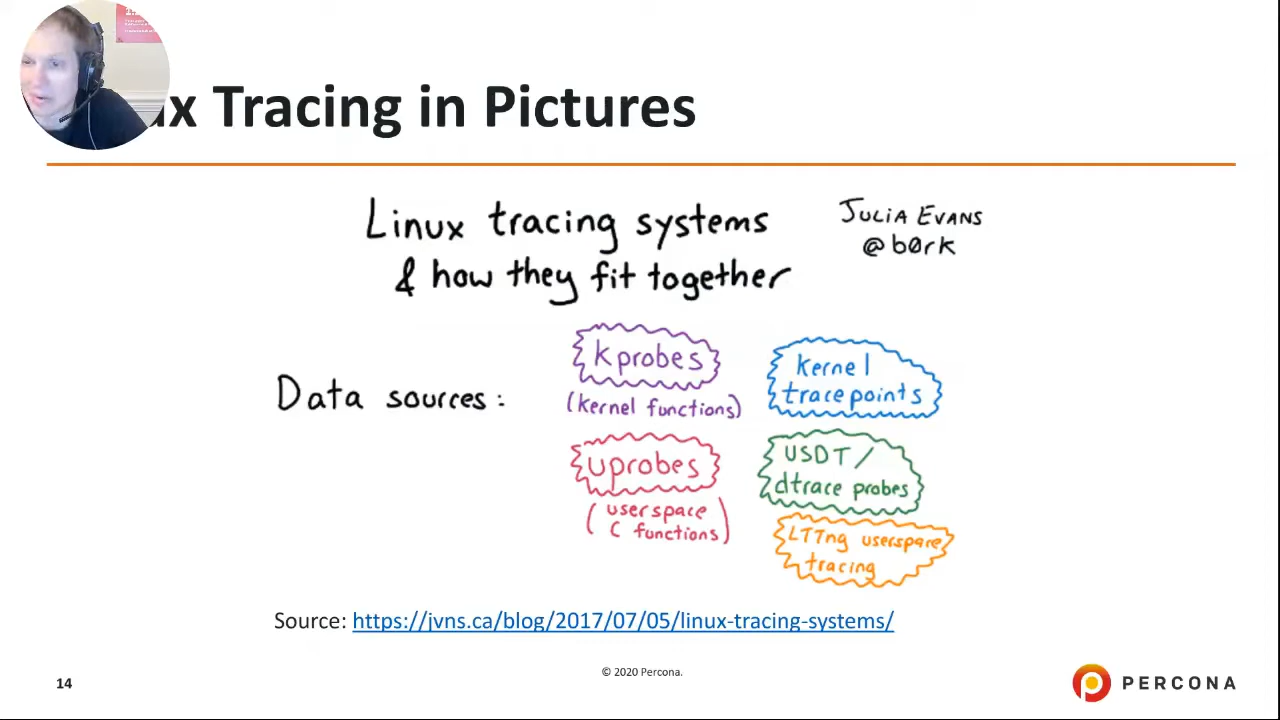 ux Tracing in Pictures
Linux tracing systems
& how they fit together
JULIA EVANS
@b0rk
Data sources:
kprobes
(kernel functions)
kernel
tracepoints
uprobes
(userspace
C functions)
USDT/
dtrace probes
LTTng userspace
tracing
Source: https://jvns.ca/blog/2017/07/05/linux-tracing-systems/
© 2020 Percona.
14
PERCONA